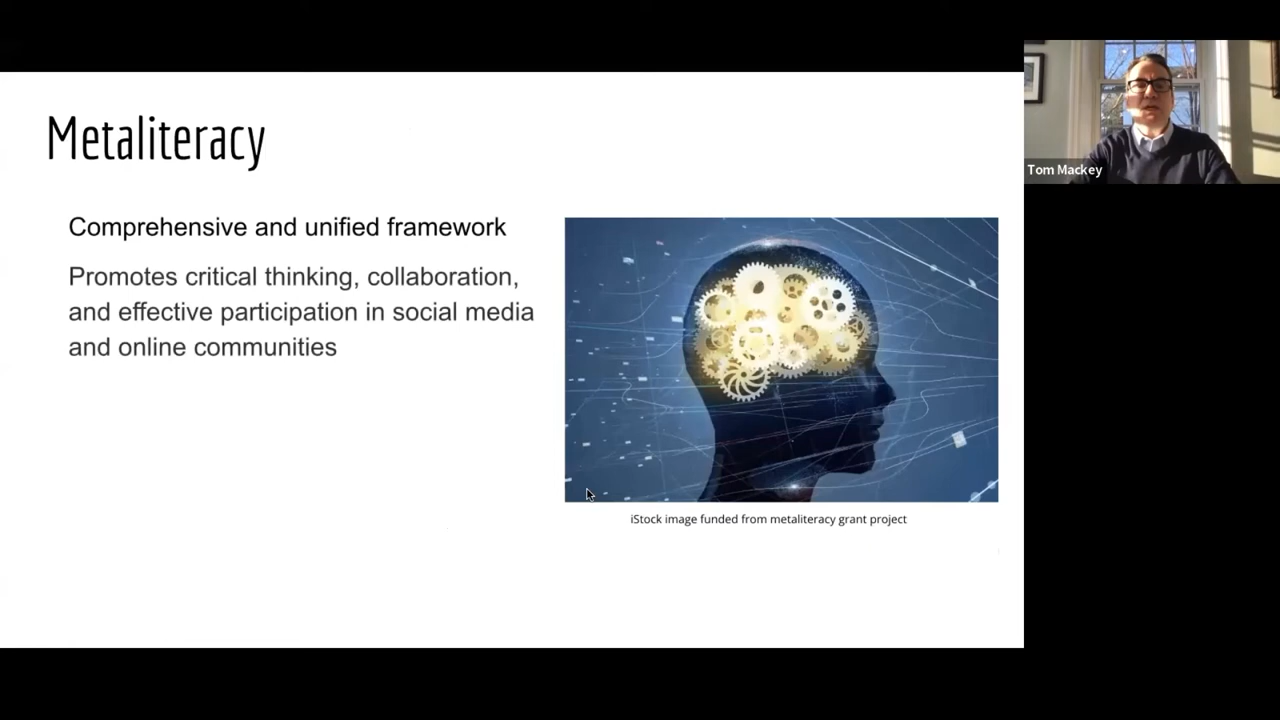 Metaliteracy
Comprehensive and unified framework
Promotes critical thinking, collaboration,
and effective participation in social media
and online communities
iStock image funded from metaliteracy grant project
Tom Mackey